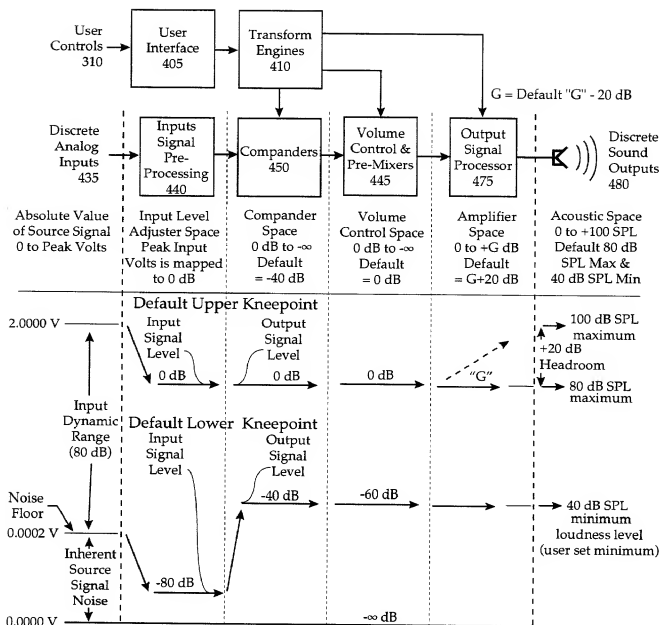 User
Controls
310
User
Interface
405
Transform
Engines
410
G = Default "G" - 20 dB
Discrete
Analog
Inputs
435
Inputs
Signal
Pre-
Processing
440
Companders
450
Volume
Control &
Pre-Mixers
445
Output
Signal
Processor
475
Discrete
Sound
Outputs
480
Absolute Value
of Source Signal
0 to Peak Volts
Input Level
Adjuster Space
Peak Input
Volts is mapped
to 0 dB
Compander
Space
0 dB to -∞
Default
= -40 dB
Volume
Control Space
0 dB to -∞
Default
= 0 dB
Amplifier
Space
0 to +G dB
Default
= G+20 dB
Acoustic Space
0 to +100 SPL
Default 80 dB
SPL Max &
40 dB SPL Min
Default Upper Kneepoint
2.0000 V
Input
Signal
Level
0 dB
Output
Signal
Level
0 dB
0 dB
"G"
100 dB SPL
maximum
+20 dB
Headroom
80 dB SPL
maximum
Input
Dynamic
Range
(80 dB)
Default Lower Kneepoint
Input
Signal
Level
Output
Signal
Level
-40 dB
-60 dB
40 dB SPL
minimum
loudness level
(user set minimum)
Noise
Floor
0.0002 V
Inherent
Source
Signal
Noise
-80 dB
0.0000 V
-∞ dB